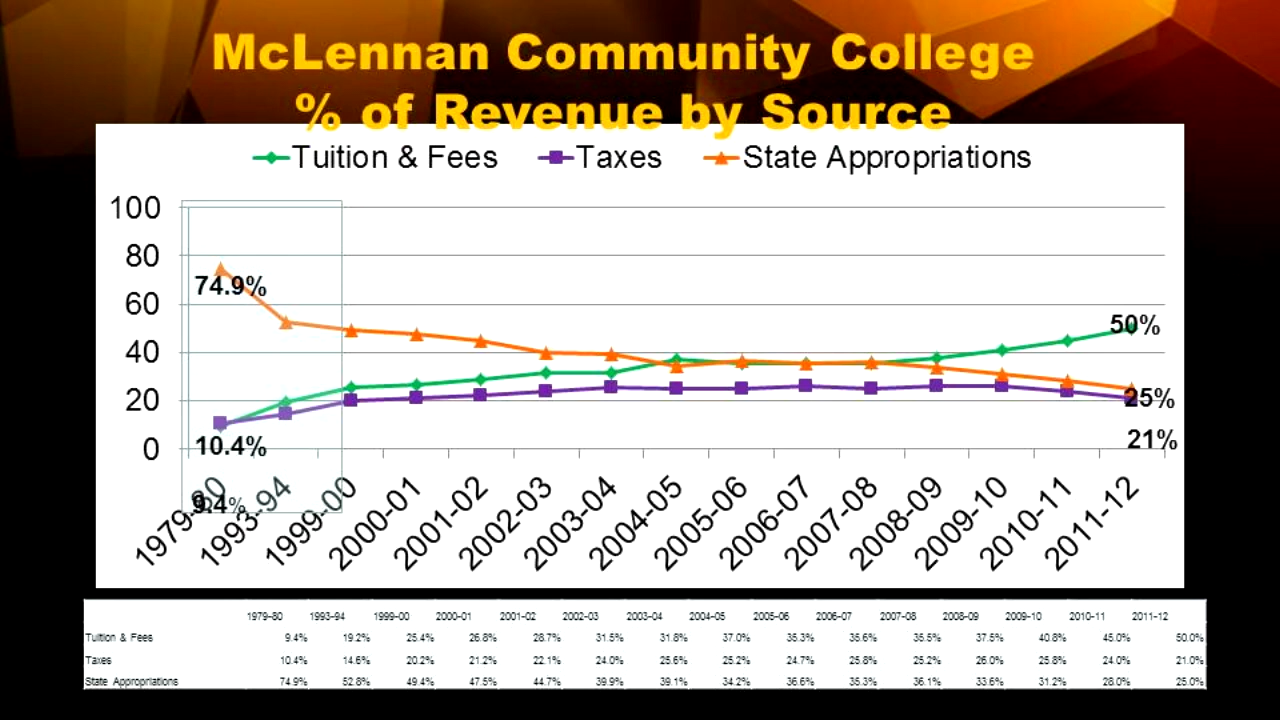 McLennan Community College
% of Revenue by Source
Tuition & Fees Taxes State Appropriations
100
80
60
40
20
0
74.9%
10.4%
9.4%
50%
25%
21%
1979-80 1993-94 1999-00 2000-01 2001-02 2002-03 2003-04 2004-05 2005-06 2006-07 2007-08 2008-09 2009-10 2010-11 2011-12
1979-80 1993-94 1999-00 2000-01 2001-02 2002-03 2003-04 2004-05 2005-06 2006-07 2007-08 2008-09 2009-10 2010-11 2011-12
Tuition & Fees 9.4% 19.2% 25.4% 26.8% 28.7% 31.5% 31.8% 37.0% 35.3% 35.6% 35.5% 37.5% 40.8% 45.0% 50.0%
Taxes 10.4% 14.6% 20.2% 21.2% 22.1% 24.0% 25.6% 25.2% 24.7% 25.8% 25.2% 26.0% 25.8% 24.0% 21.0%
State Appropriations 74.9% 52.8% 49.4% 47.5% 44.7% 39.9% 39.1% 34.2% 36.6% 35.3% 36.1% 33.6% 31.2% 28.0% 25.0%